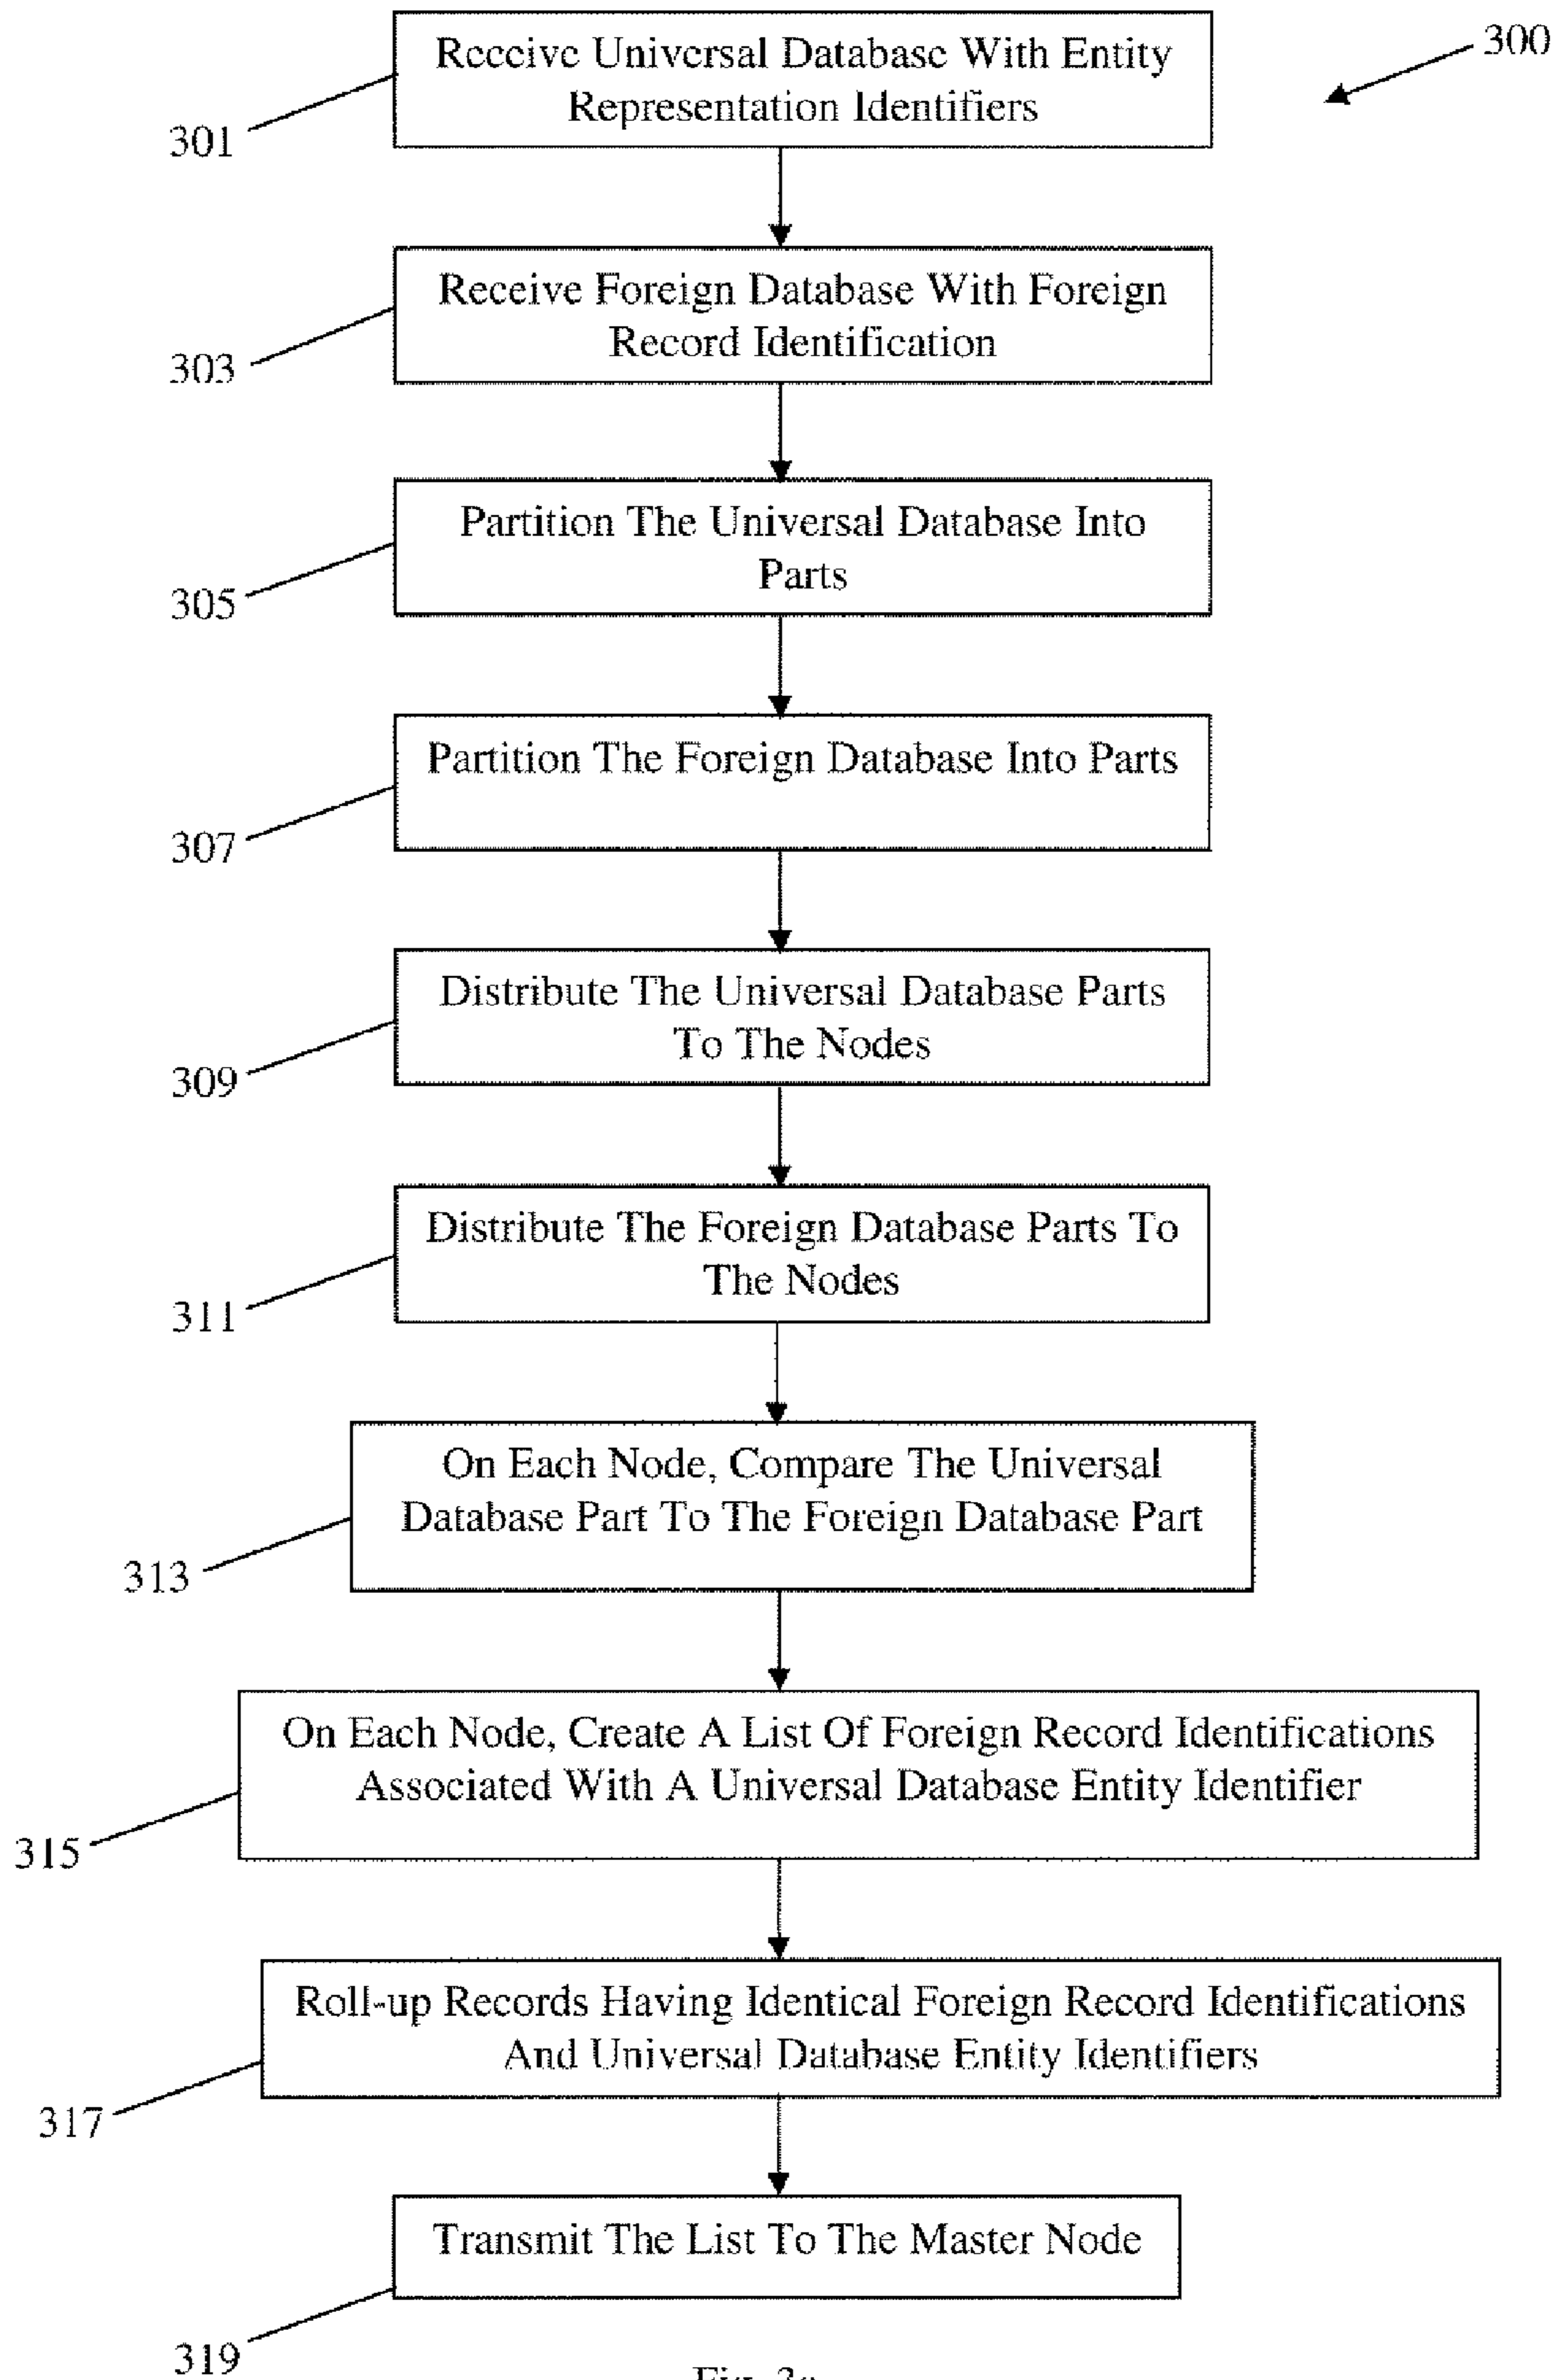 300
Receive Universal Database With Entity
Representation Identifiers
301
Receive Foreign Database With Foreign
Record Identification
303
Partition The Universal Database Into
Parts
305
Partition The Foreign Database Into Parts
307
Distribute The Universal Database Parts
To The Nodes
309
Distribute The Foreign Database Parts To
The Nodes
311
On Each Node, Compare The Universal
Database Part To The Foreign Database Part
313
On Each Node, Create A List Of Foreign Record Identifications
Associated With A Universal Database Entity Identifier
315
Roll-up Records Having Identical Foreign Record Identifications
And Universal Database Entity Identifiers
317
Transmit The List To The Master Node
319